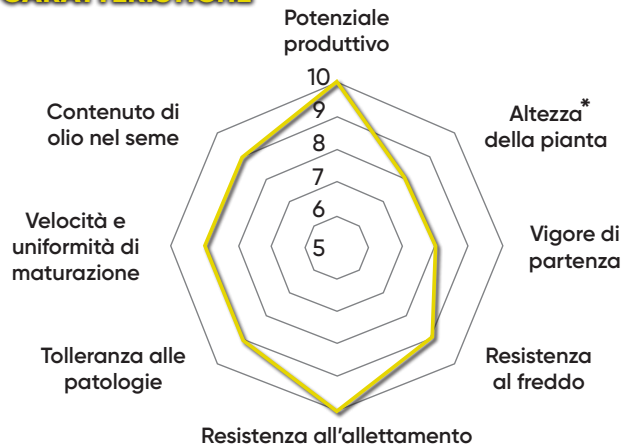 CARATTERISTICHE
Potenziale
produttivo
10
9
8
7
6
5
Altezza*
della pianta
Vigore di
partenza
Resistenza
al freddo
Resistenza all'allettamento
Tolleranza alle
patologie
Velocità e
uniformità di
maturazione
Contenuto di
olio nel seme